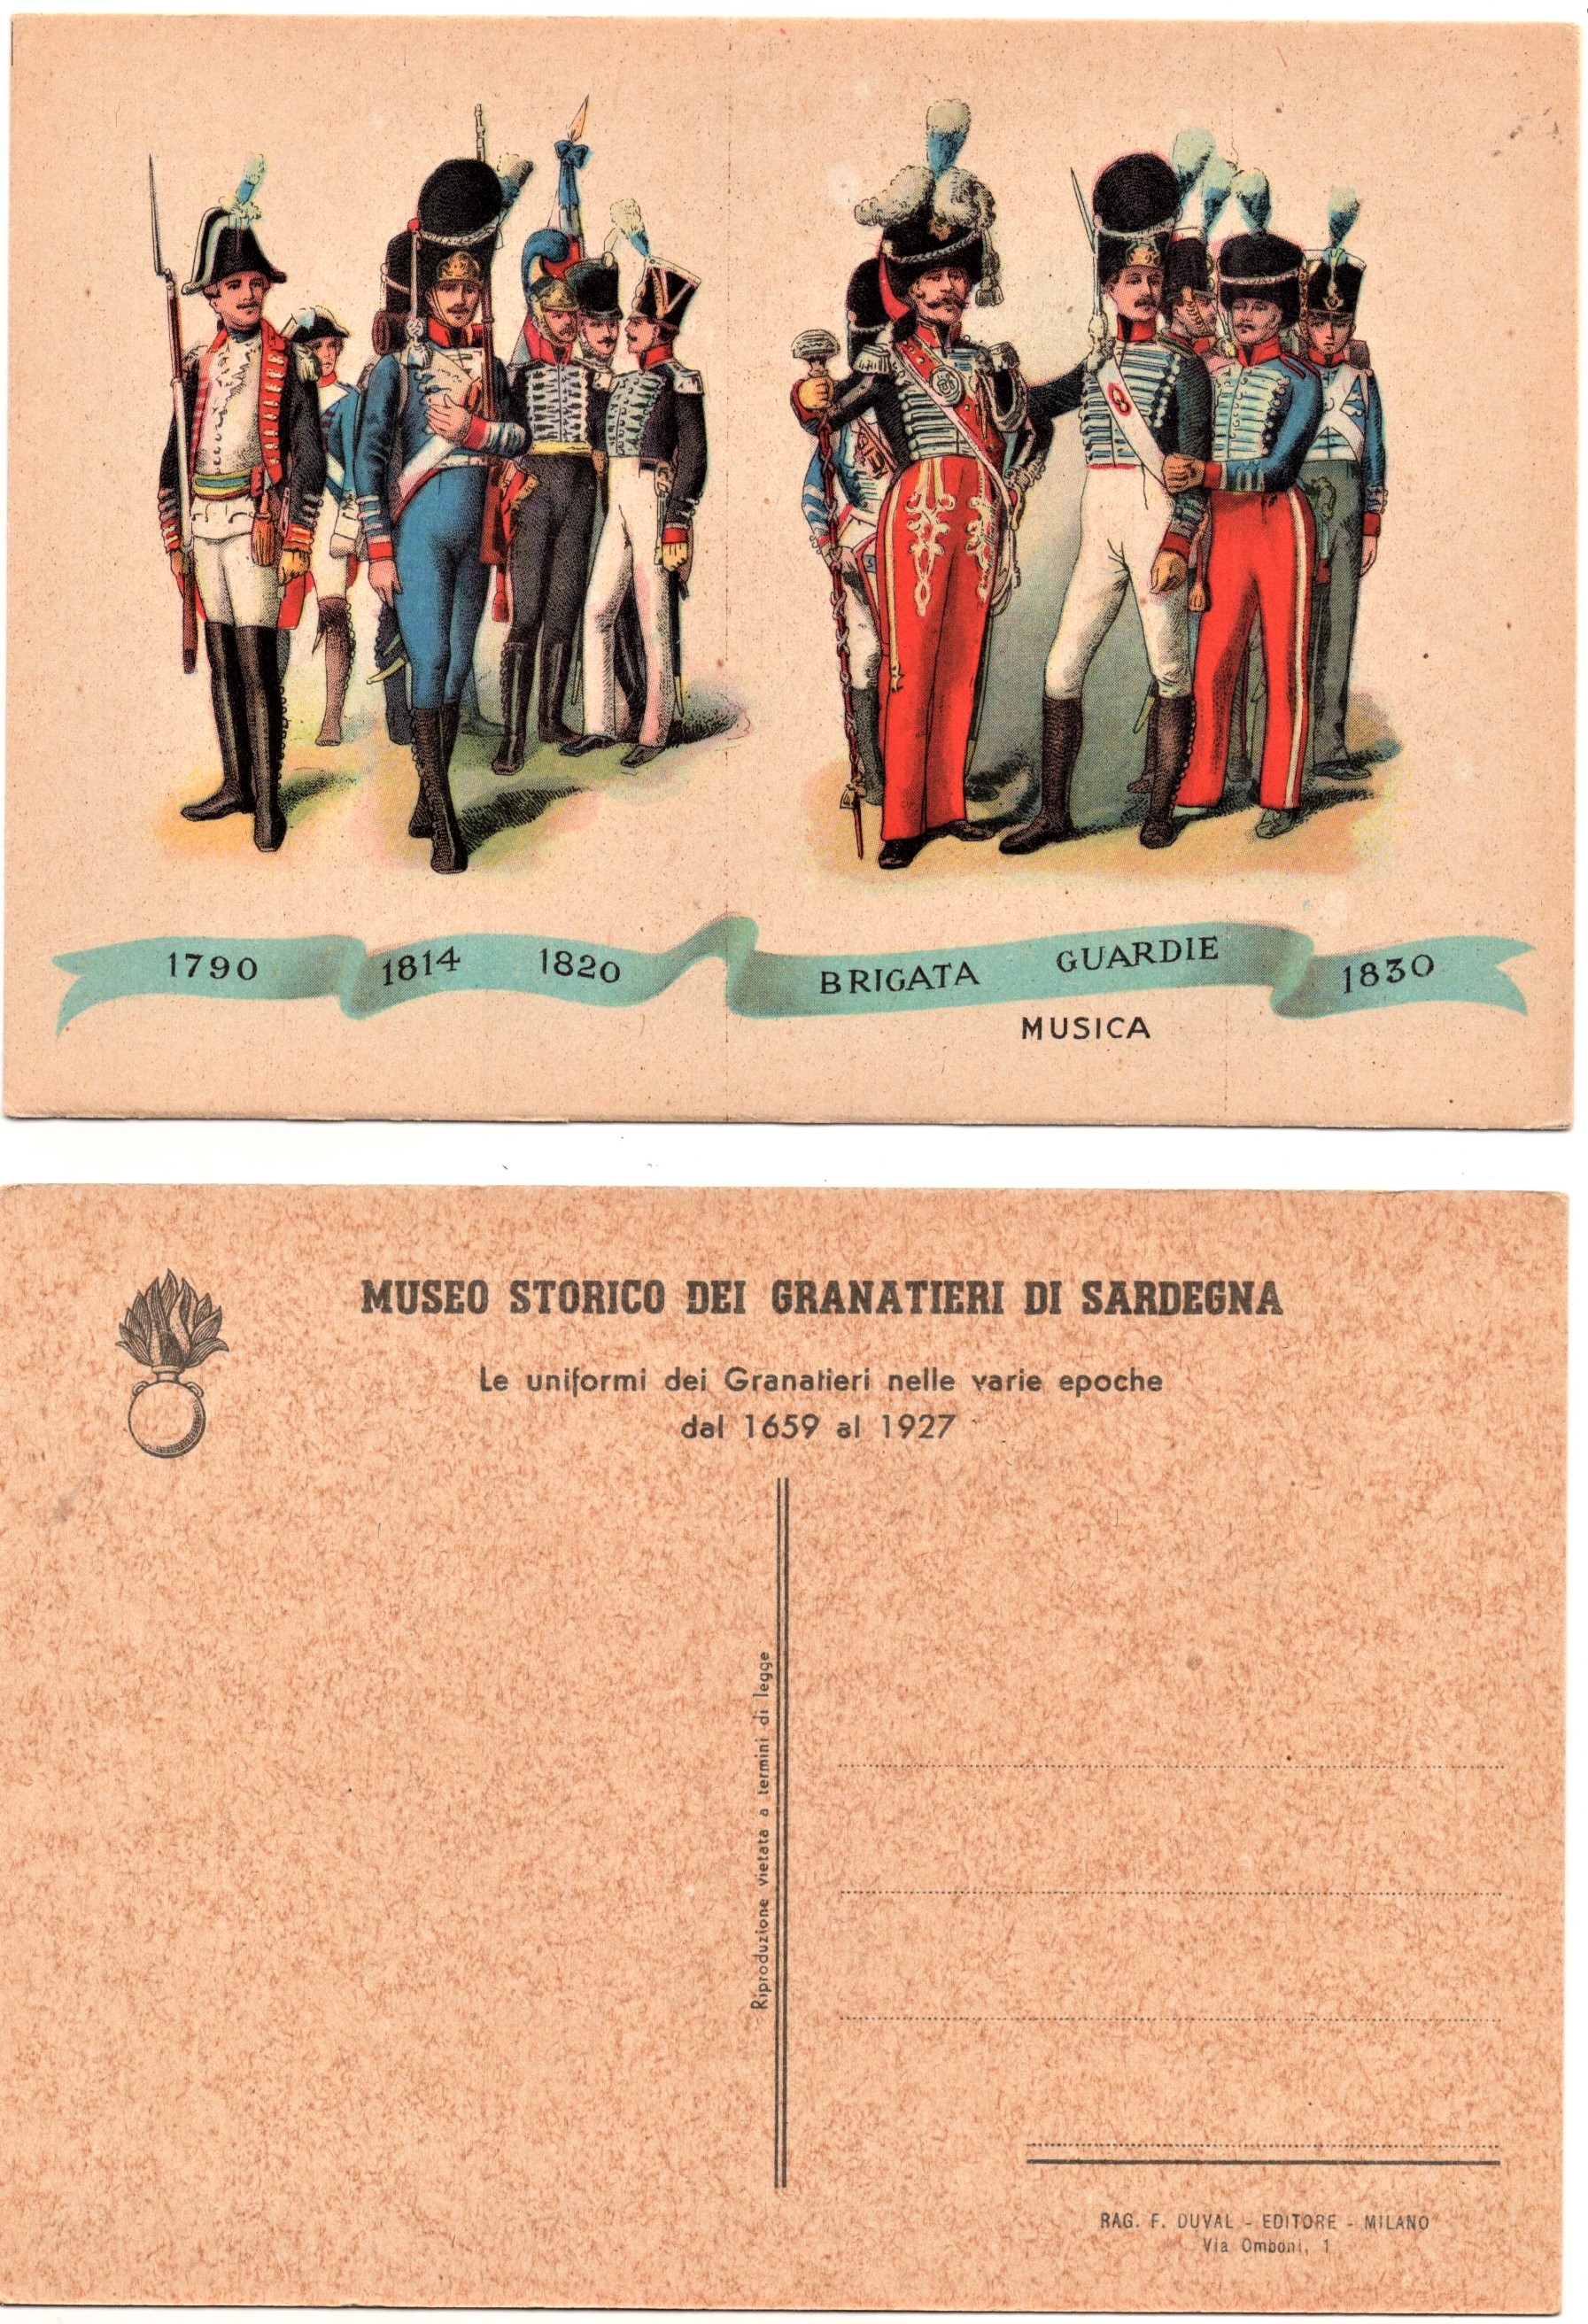 1790 1814 1820 BRIGATA GUARDIE 1830
MUSICA
MUSEO STORICO DEI GRANATIERI DI SARDEGNA
Le uniformi dei Granatieri nelle varie epoche
dal 1659 al 1927
Riproduzione vietata a termini di legge
RAG. F. DUVAL - EDITORE - MILANO
Via Omboni, 1